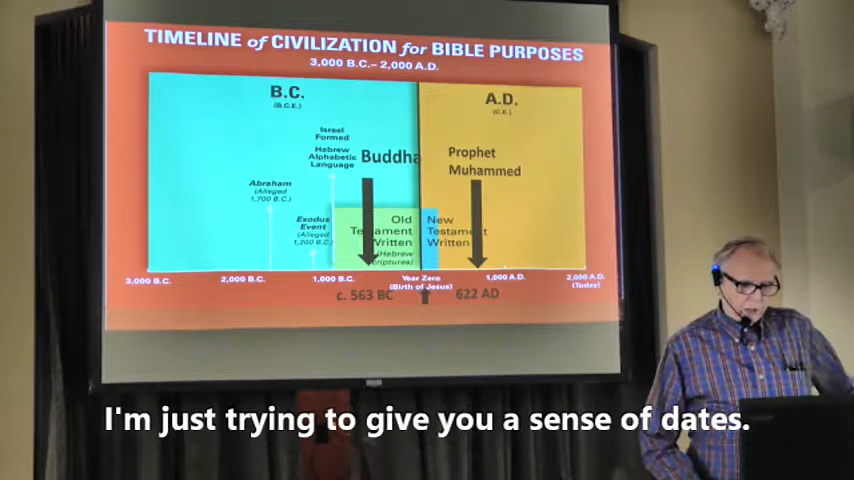 TIMELINE of CIVILIZATION for BIBLE PURPOSES
3,000 B.C.– 2,000 A.D.
B.C.
(B.C.E.)
A.D.
(C.E.)
Israel
Formed
Hebrew
Alphabetic
Language
Buddha
Prophet
Muhammed
Abraham
(Alleged
1,700 B.C.)
Exodus
Event
(Alleged
1,200 B.C.)
Old
Testament
Written
(Hebrew
Scriptures)
New
Testament
Written
3,000 B.C.
2,000 B.C.
1,000 B.C.
Year Zero
(Birth of Jesus)
1,000 A.D.
2,000 A.D.
(Today)
c. 563 BC
622 AD
I'm just trying to give you a sense of dates.